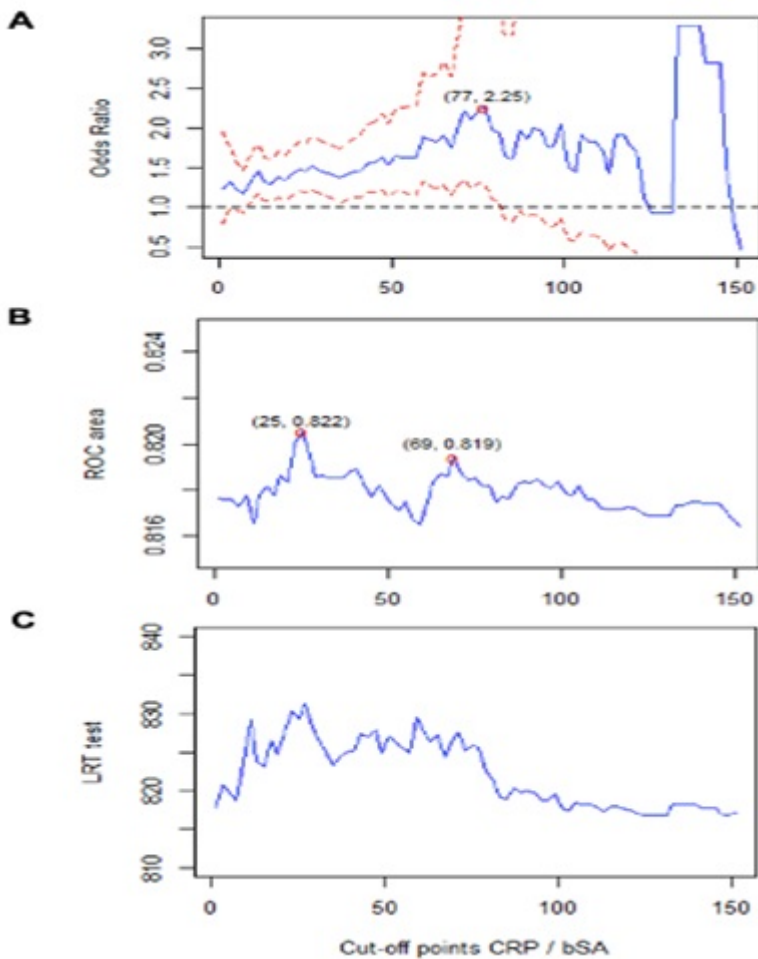 A
Odds Ratio
3.0
2.5
2.0
1.5
1.0
0.5
(77, 2.25)
0 50 100 150
B
ROC area
0.824
0.820
0.816
(25, 0.822)
(69, 0.819)
0 50 100 150
C
LRT test
840
830
820
810
0 50 100 150
Cut-off points CRP / bSA